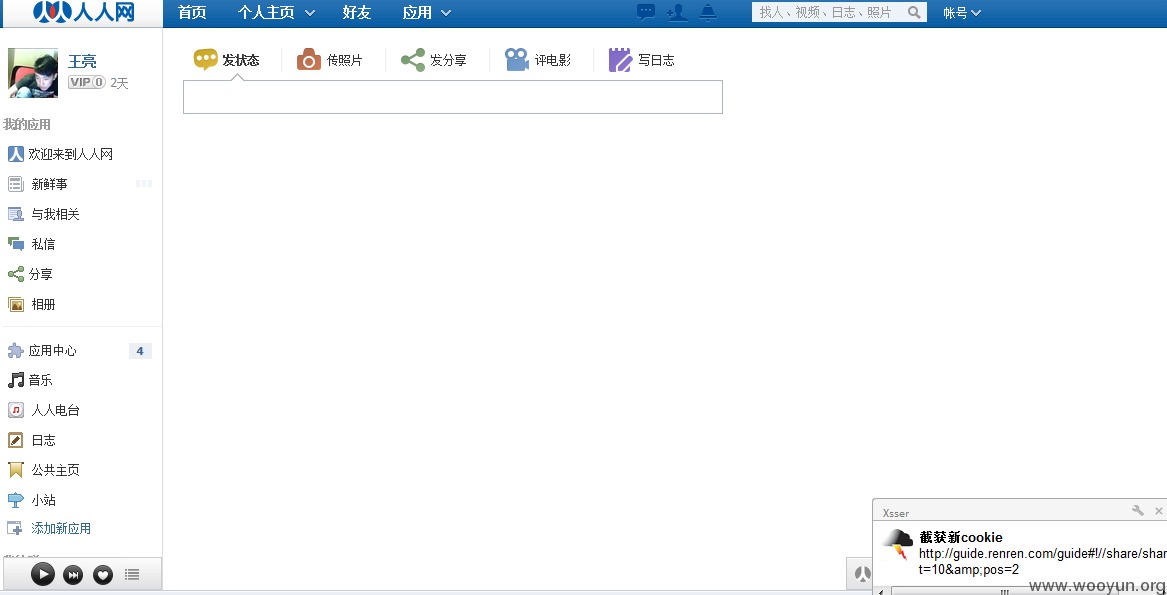 人人网 首页 个人主页 好友 应用 找人、视频、日志、照片 帐号
王亮
VIP 0 2天
发状态 传照片 发分享 评电影 写日志
我的应用
欢迎来到人人网
新鲜事
与我相关
私信
分享
相册
应用中心 4
音乐
人人电台
日志
公共主页
小站
添加新应用
Xsser
截获新cookie
http://guide.renren.com/guide#!//share/shar
t=10&amp;pos=2
www.wooyun.org